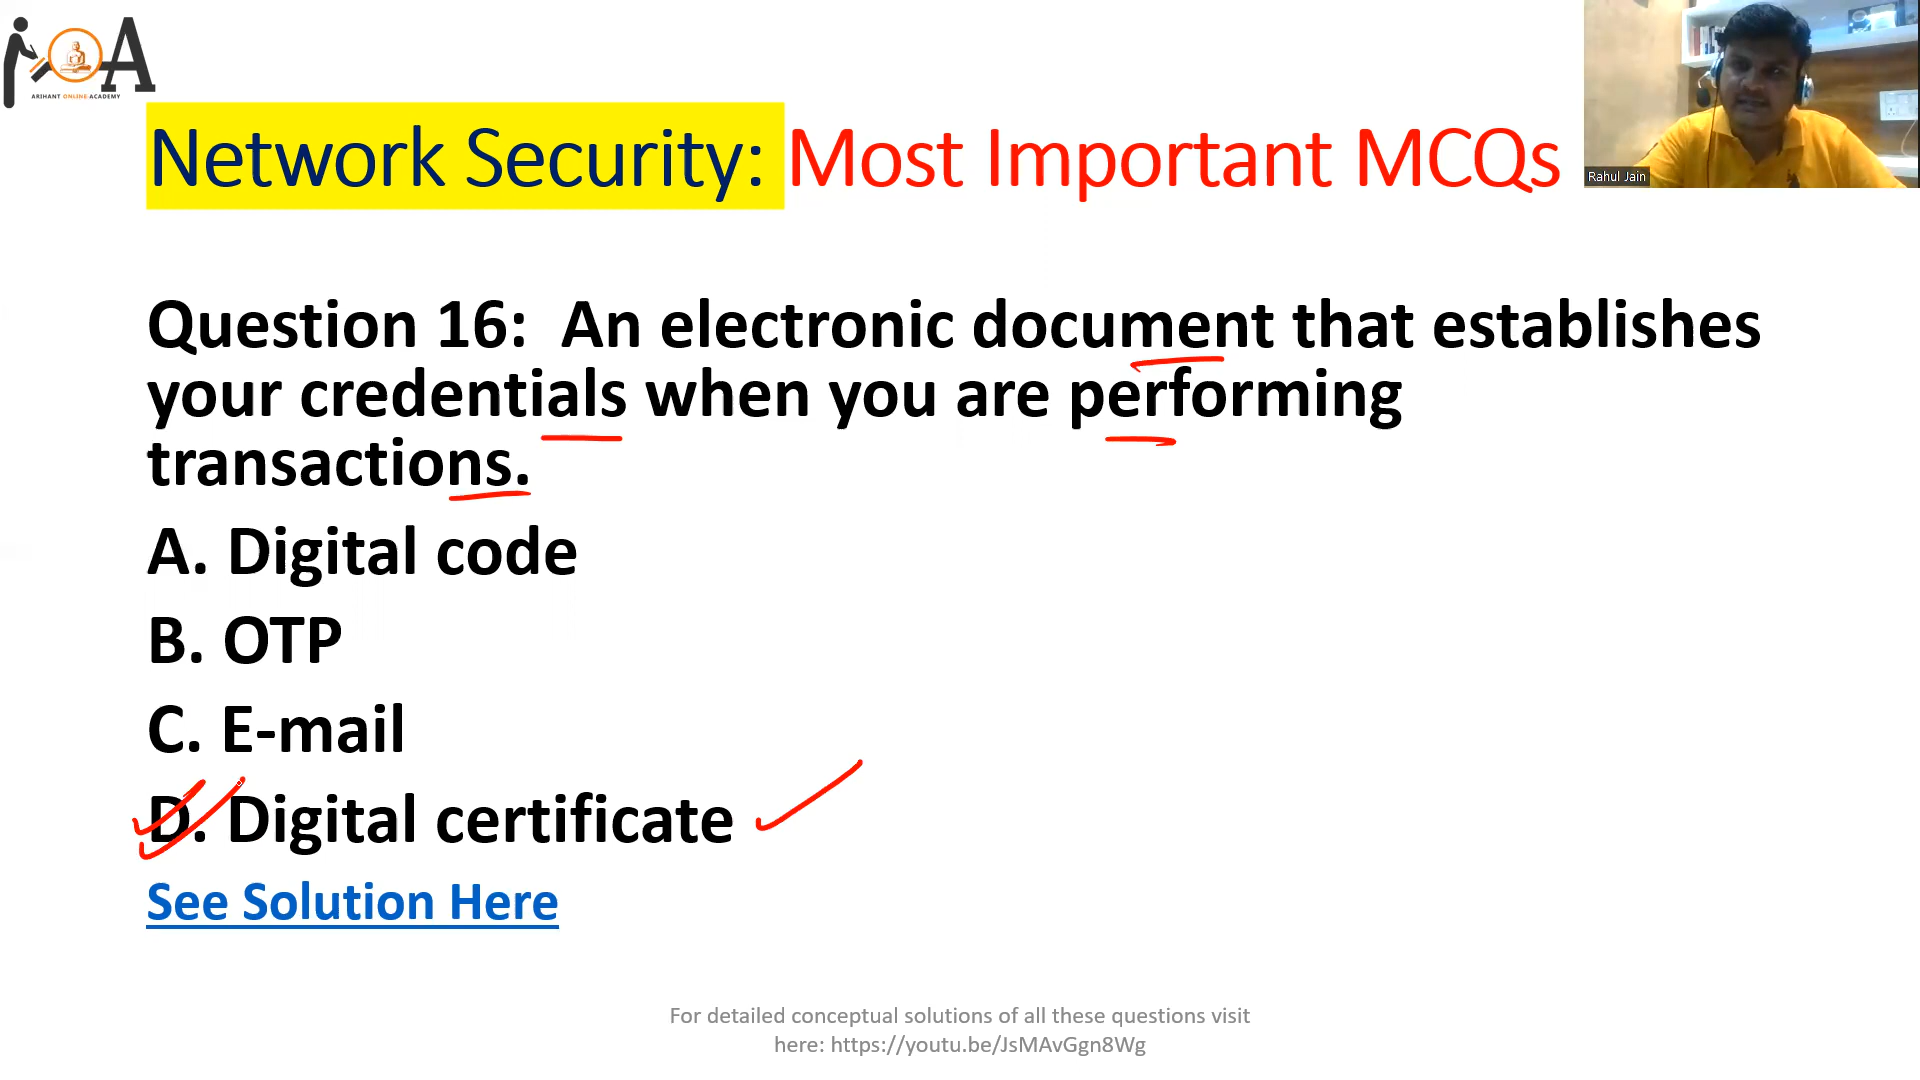 ARIHANT ONLINE ACADEMY
Network Security: Most Important MCQs
Rahul Jain
Question 16: An electronic document that establishes
your credentials when you are performing
transactions.
A. Digital code
B. OTP
C. E-mail
D. Digital certificate
See Solution Here
For detailed conceptual solutions of all these questions visit
here: https://youtu.be/JsMAvGgn8Wg